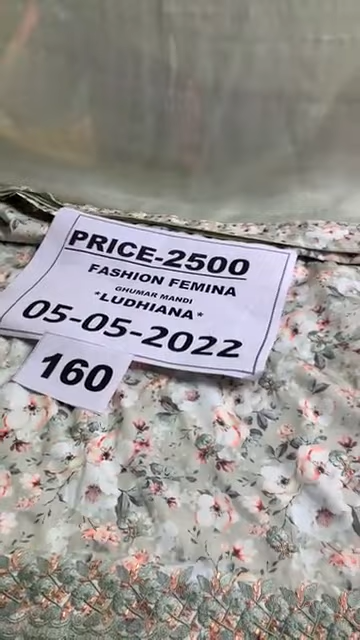 PRICE-2500
FASHION FEMINA
GHUMAR MANDI
*LUDHIANA*
05-05-2022
160